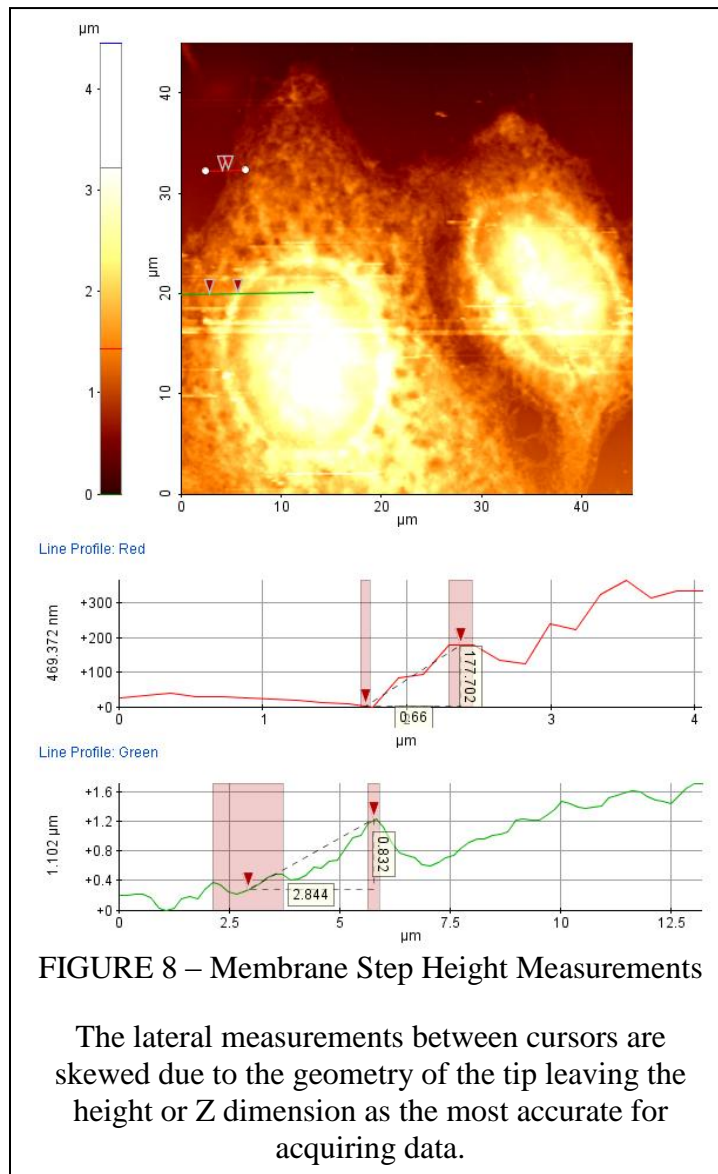 µm
4
3
2
1
0
40
30
µm
20
10
0
0
10
20
30
40
µm
Line Profile: Red
469.372 nm
+300
+200
+100
+0
177.702
0.66
0
1
3
4
µm
Line Profile: Green
1.102 µm
+1.6
+1.2
+0.8
+0.4
+0
0.832
2.844
0
2.5
5
7.5
10
12.5
µm
FIGURE 8 – Membrane Step Height Measurements
The lateral measurements between cursors are
skewed due to the geometry of the tip leaving the
height or Z dimension as the most accurate for
acquiring data.